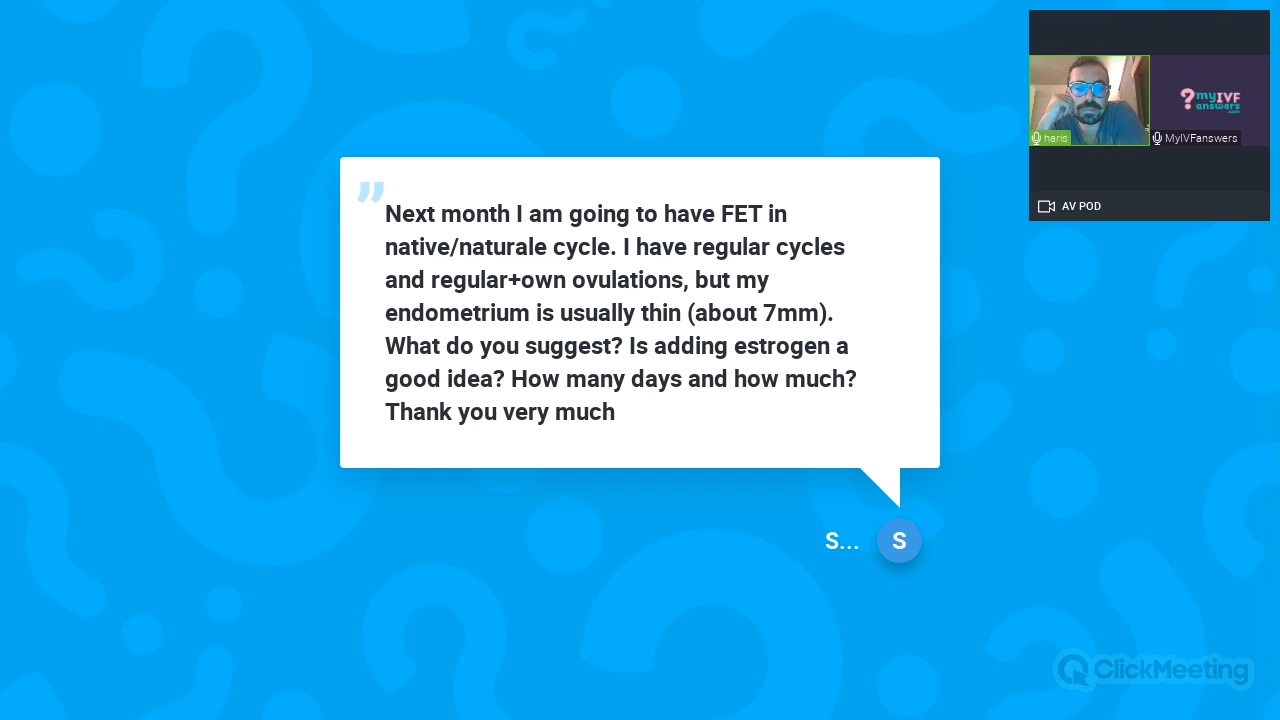 ”
Next month I am going to have FET in
native/naturale cycle. I have regular cycles
and regular+own ovulations, but my
endometrium is usually thin (about 7mm).
What do you suggest? Is adding estrogen a
good idea? How many days and how much?
Thank you very much
S...
S
?myIVF
answers
haris
MyIVFanswers
AV POD
ClickMeeting